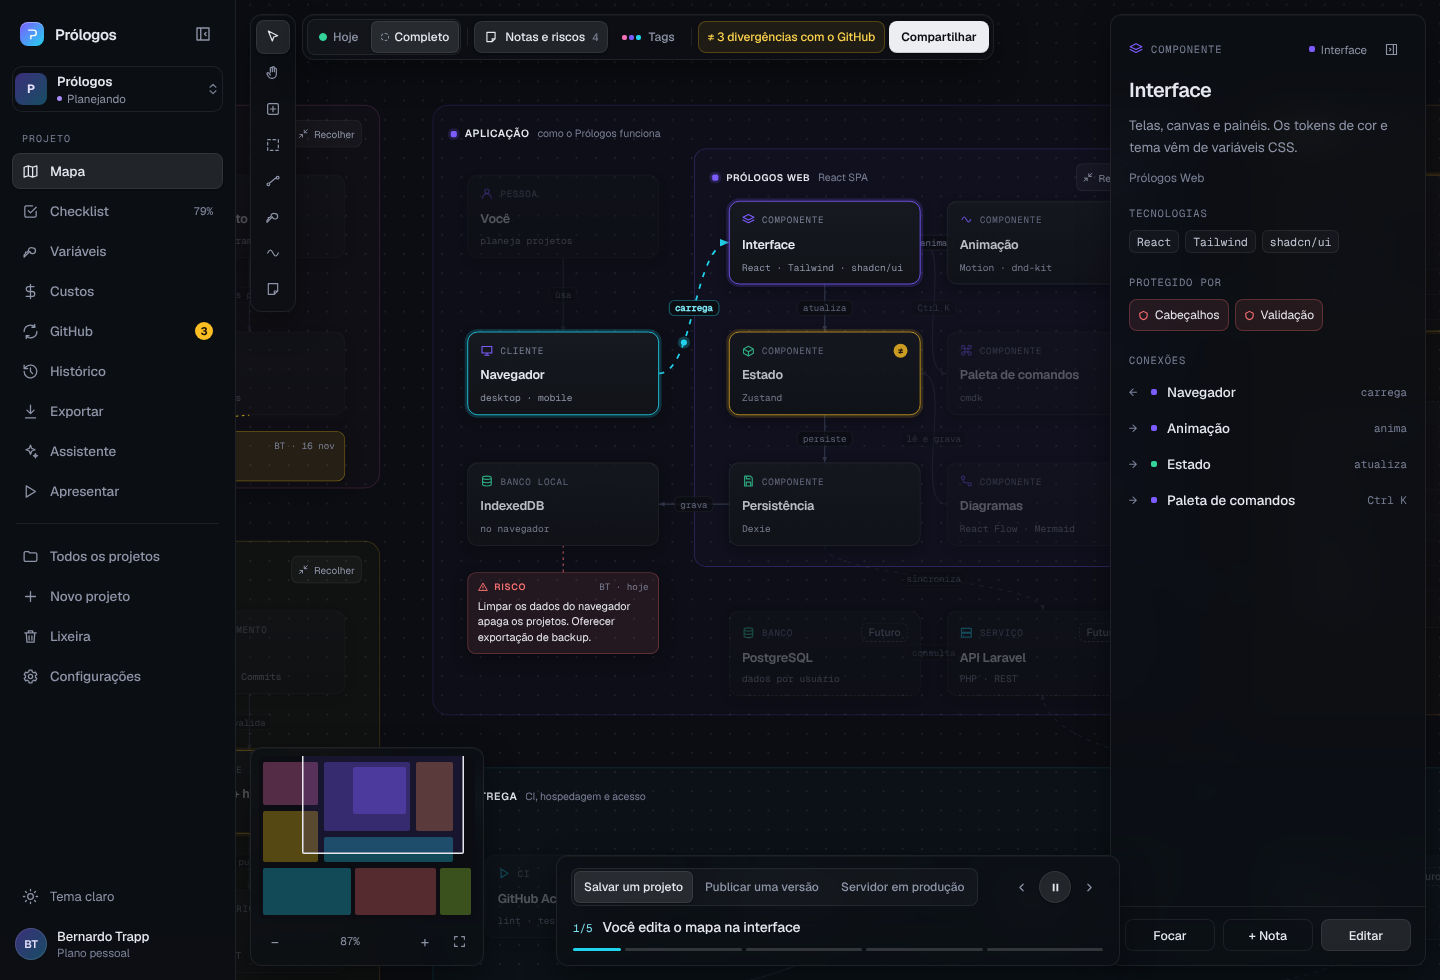 Prólogos
P
Prólogos
Planejando
PROJETO
Mapa
Checklist 79%
Variáveis
Custos
GitHub 3
Histórico
Exportar
Assistente
Apresentar
Todos os projetos
Novo projeto
Lixeira
Configurações
Tema claro
BT
Bernardo Trapp
Plano pessoal
Hoje
Completo
Notas e riscos 4
Tags
≠ 3 divergências com o GitHub
Compartilhar
Recolher
BT · 16 nov
Recolher
Commits
APLICAÇÃO como o Prólogos funciona
PESSOA
Você
planeja projetos
usa
CLIENTE
Navegador
desktop · mobile
carrega
BANCO LOCAL
IndexedDB
no navegador
grava
RISCO BT · hoje
Limpar os dados do navegador
apaga os projetos. Oferecer
exportação de backup.
PRÓLOGOS WEB React SPA
COMPONENTE
Interface
React · Tailwind · shadcn/ui
anima
COMPONENTE
Animação
Motion · dnd-kit
atualiza
Ctrl K
COMPONENTE
≠
Estado
Zustand
COMPONENTE
Paleta de comandos
cmdk
persiste
lê e grava
COMPONENTE
Persistência
Dexie
COMPONENTE
Diagramas
React Flow · Mermaid
sincroniza
BANCO Futuro
PostgreSQL
dados por usuário
consulta
SERVIÇO
API Laravel
PHP · REST
CI, hospedagem e acesso
CI
− 87% +
Salvar um projeto
Publicar uma versão
Servidor em produção
1/5 Você edita o mapa na interface
COMPONENTE
Interface
Interface
Telas, canvas e painéis. Os tokens de cor e
tema vêm de variáveis CSS.
Prólogos Web
TECNOLOGIAS
React Tailwind shadcn/ui
PROTEGIDO POR
Cabeçalhos Validação
CONEXÕES
← Navegador carrega
→ Animação anima
→ Estado atualiza
→ Paleta de comandos Ctrl K
Focar
+ Nota
Editar